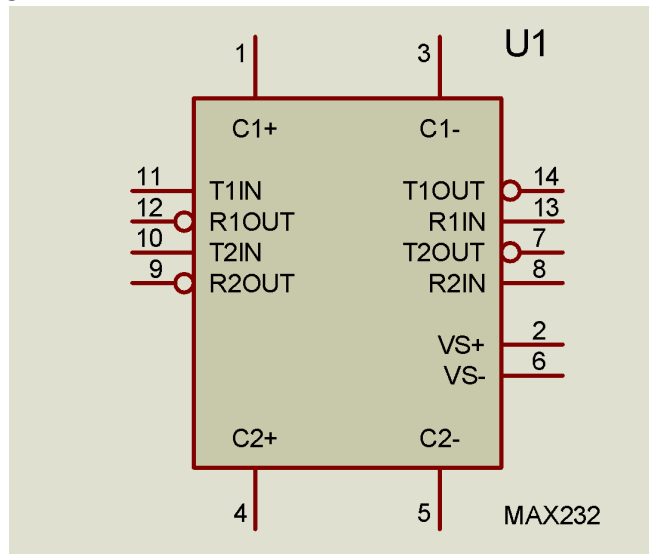 U1
1 3
C1+ C1-
11 T1IN T1OUT 14
12 R1OUT R1IN 13
10 T2IN T2OUT 7
9 R2OUT R2IN 8
VS+ 2
VS- 6
C2+ C2-
4 5
MAX232